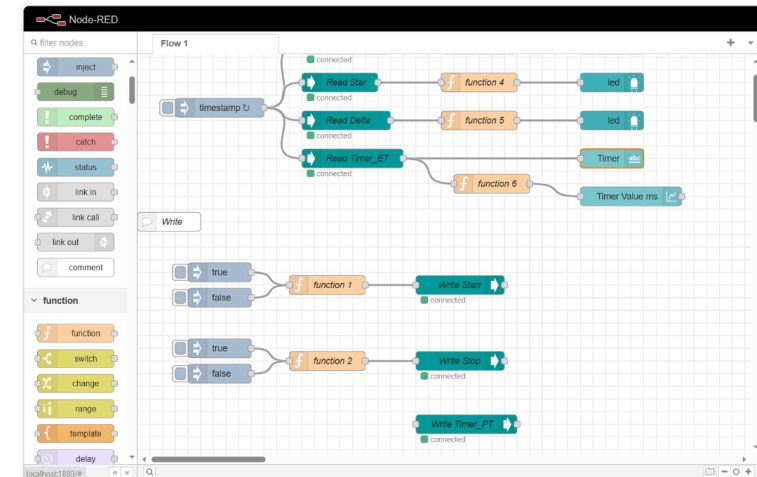 Node-RED
filter nodes
Flow 1
inject
debug
complete
catch
status
link in
link call
link out
comment
function
function
switch
change
range
template
delay
localhost:1880/#
connected
Read Star
function 4
led
connected
timestamp ↻
Read Delta
function 5
led
connected
Read Timer_ET
Timer
abc
connected
function 6
Timer Value ms
Write
true
false
function 1
Write Start
connected
true
false
function 2
Write Stop
connected
Write Timer_PT
connected